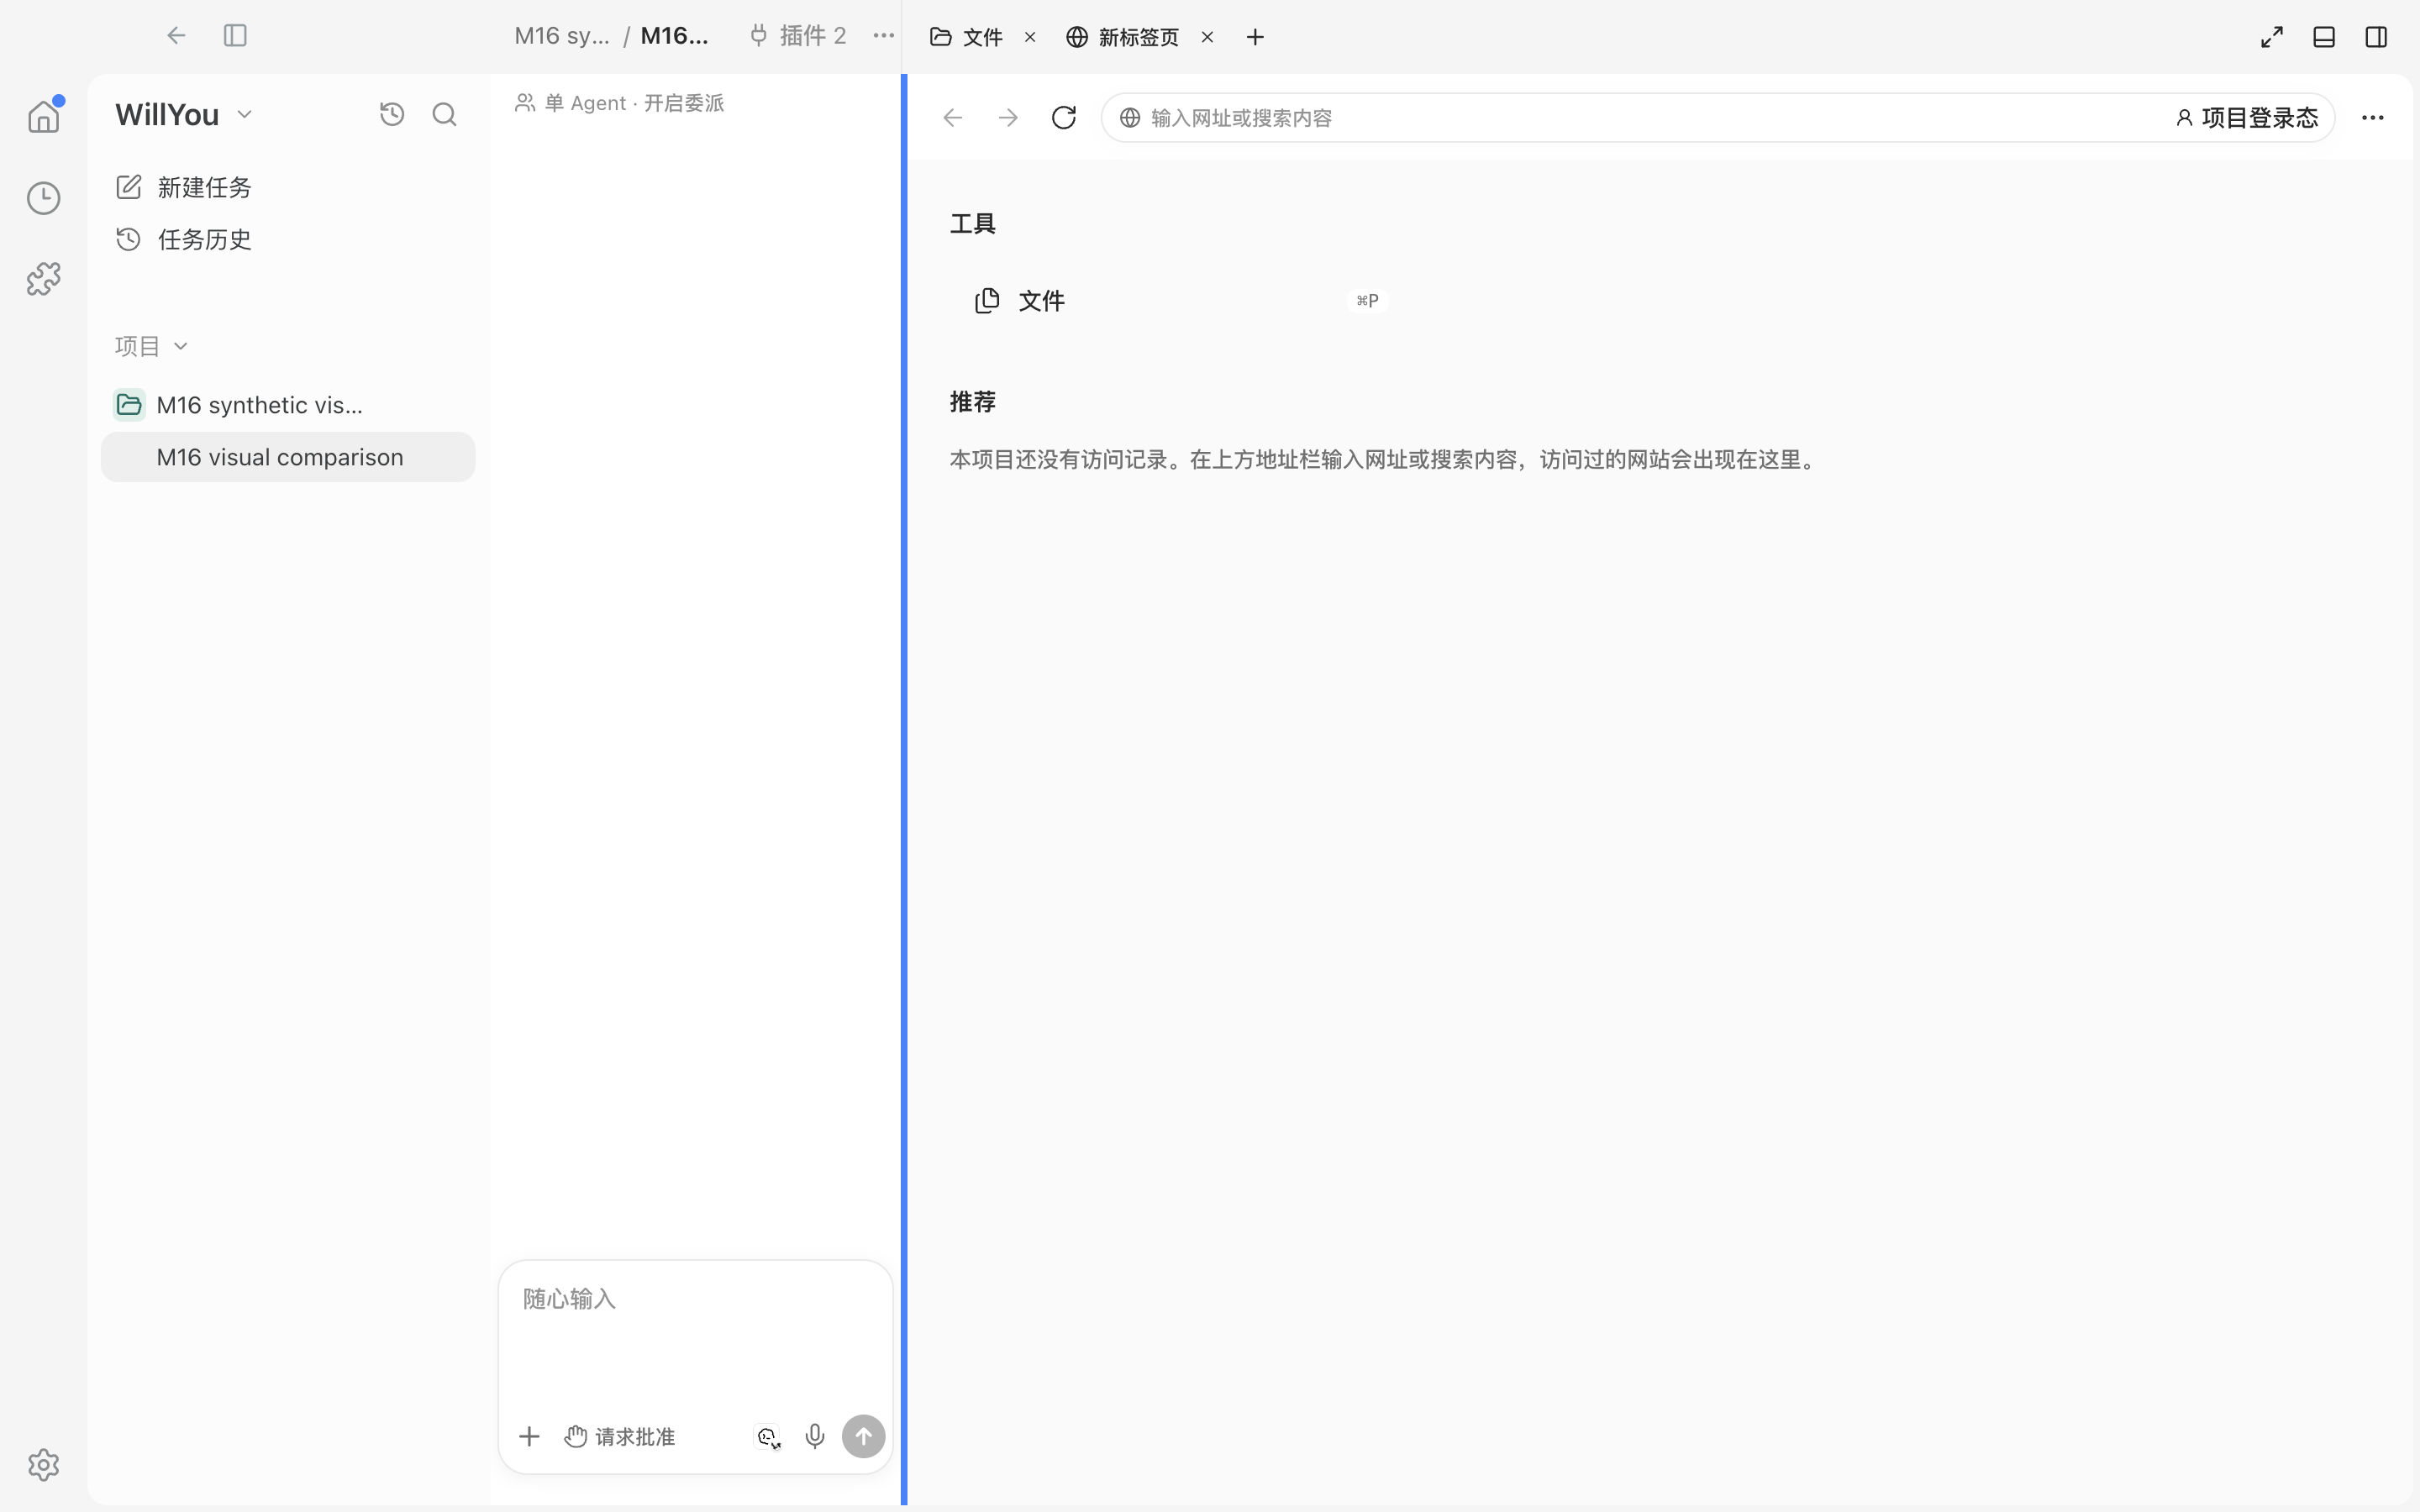 M16 sy... / M16... 插件 2
文件
新标签页
WillYou
单 Agent · 开启委派
输入网址或搜索内容
项目登录态
新建任务
任务历史
工具
文件 ⌘P
项目
推荐
M16 synthetic vis...
M16 visual comparison
本项目还没有访问记录。在上方地址栏输入网址或搜索内容，访问过的网站会出现在这里。
随心输入
请求批准